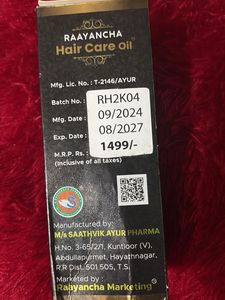 RAAYANCHA
Hair Care Oil
Mfg. Lic. No. : T-2146/AYUR
Batch No. : RH2K04
Mfg. Date : 09/2024
Exp. Date : 08/2027
M.R.P. Rs. : 1499/-
(Inclusive of all taxes)
Manufactured by :
M/s SAATHVIK AYUR PHARMA
H.No. 3-65/2/1, Kuntloor (V),
Abdullapurmet, Hayathnagar,
R.R Dist. 501 505, T.S.
Marketed by :
Raayancha Marketing